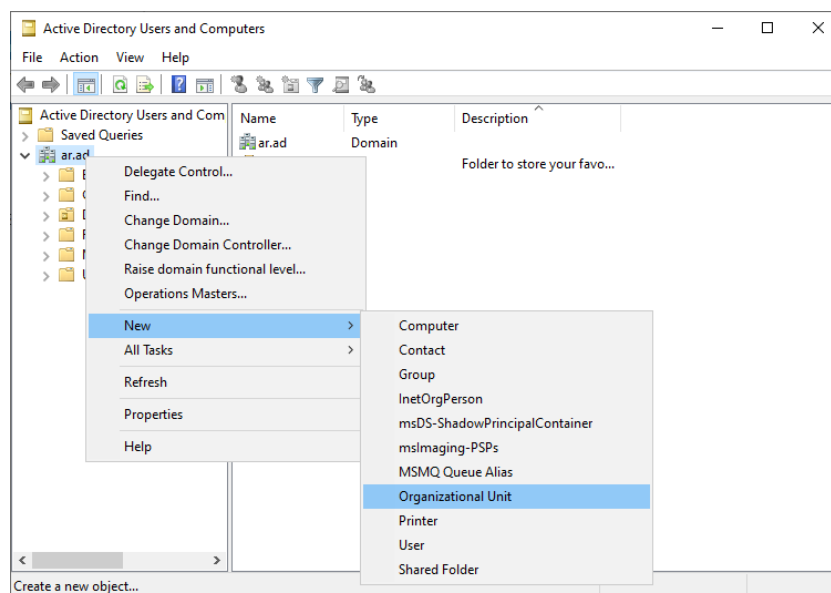 Active Directory Users and Computers
File Action View Help
Active Directory Users and Com
Saved Queries
ar.ad
Name Type Description
ar.ad Domain
Folder to store your favo...
Delegate Control...
Find...
Change Domain...
Change Domain Controller...
Raise domain functional level...
Operations Masters...
New
All Tasks
Refresh
Properties
Help
Computer
Contact
Group
InetOrgPerson
msDS-ShadowPrincipalContainer
msImaging-PSPs
MSMQ Queue Alias
Organizational Unit
Printer
User
Shared Folder
Create a new object...